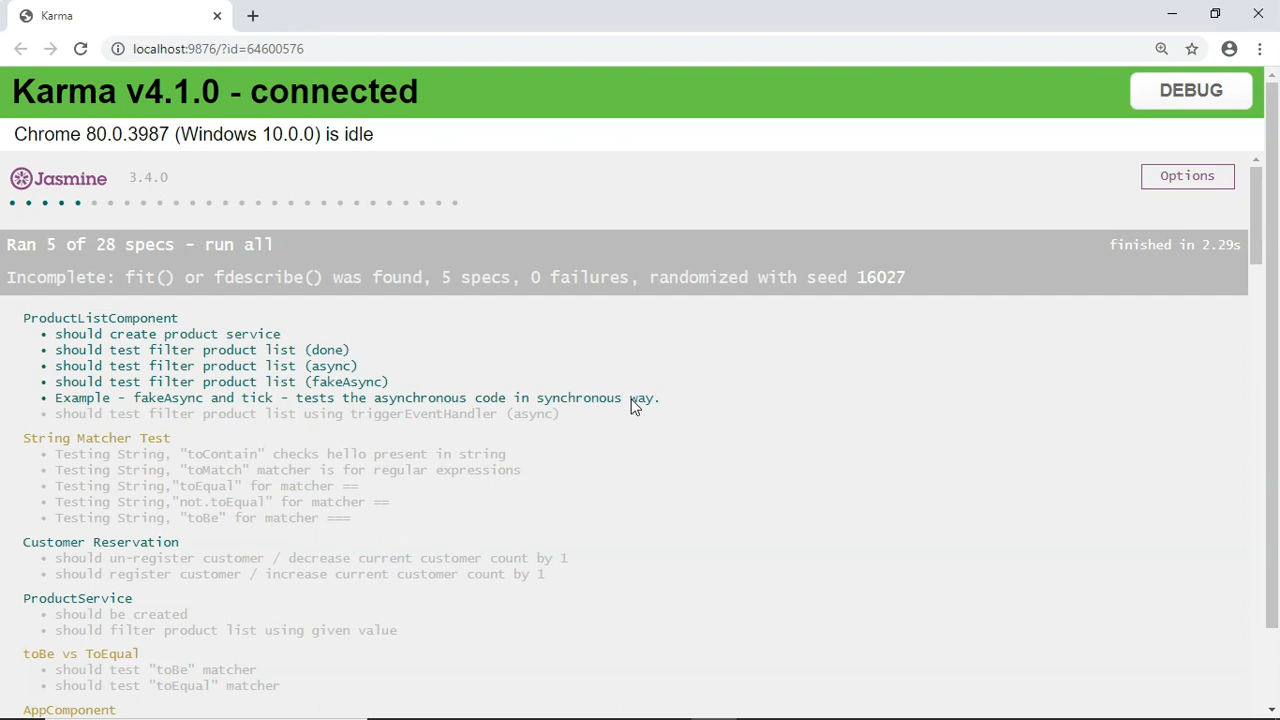 Karma
localhost:9876/?id=64600576
Karma v4.1.0 - connected
DEBUG
Chrome 80.0.3987 (Windows 10.0.0) is idle
Jasmine 3.4.0
Options
Ran 5 of 28 specs - run all
finished in 2.29s
Incomplete: fit() or fdescribe() was found, 5 specs, 0 failures, randomized with seed 16027
ProductListComponent
• should create product service
• should test filter product list (done)
• should test filter product list (async)
• should test filter product list (fakeAsync)
• Example - fakeAsync and tick - tests the asynchronous code in synchronous way.
• should test filter product list using triggerEventHandler (async)
String Matcher Test
• Testing String, "toContain" checks hello present in string
• Testing String, "toMatch" matcher is for regular expressions
• Testing String,"toEqual" for matcher ==
• Testing String,"not.toEqual" for matcher ==
• Testing String, "toBe" for matcher ===
Customer Reservation
• should un-register customer / decrease current customer count by 1
• should register customer / increase current customer count by 1
ProductService
• should be created
• should filter product list using given value
toBe vs ToEqual
• should test "toBe" matcher
• should test "toEqual" matcher
AppComponent